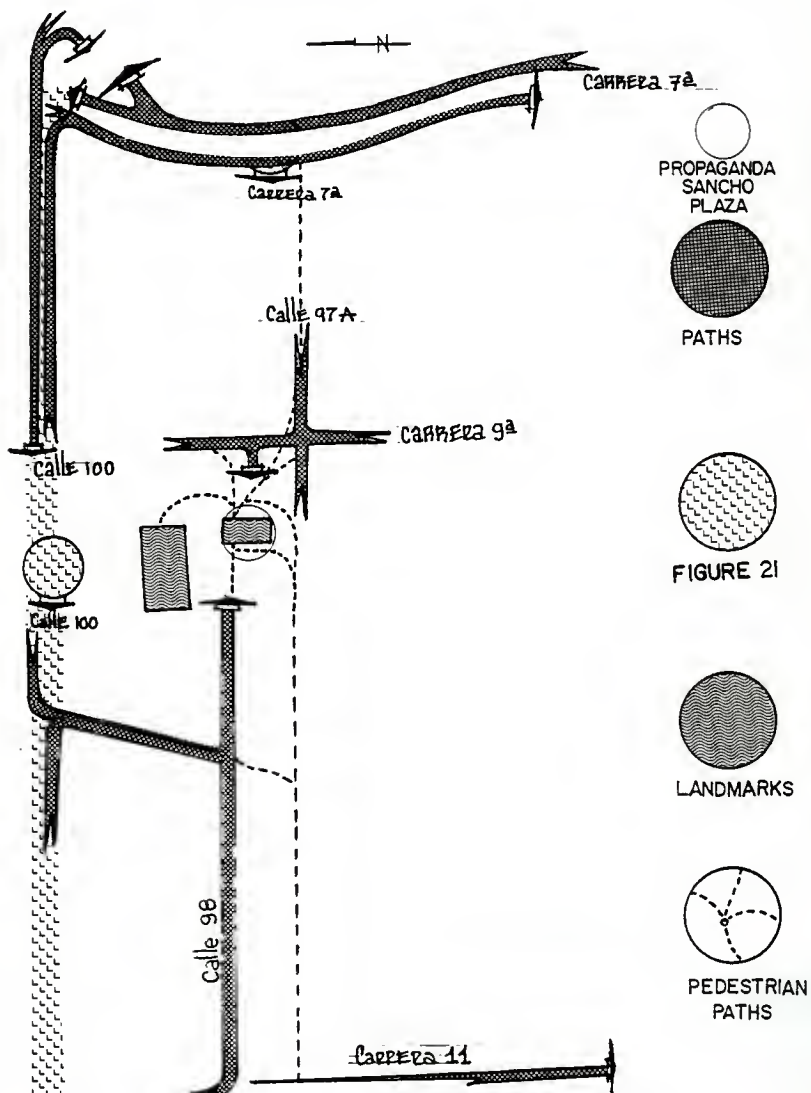 N
CARRERA 7ª
CARRERA 7a
PROPAGANDA
SANCHO
PLAZA
PATHS
Calle 97A
CARRERA 9ª
Calle 100
FIGURE 21
Calle 100
LANDMARKS
Calle 98
PEDESTRIAN
PATHS
CARRERA 11